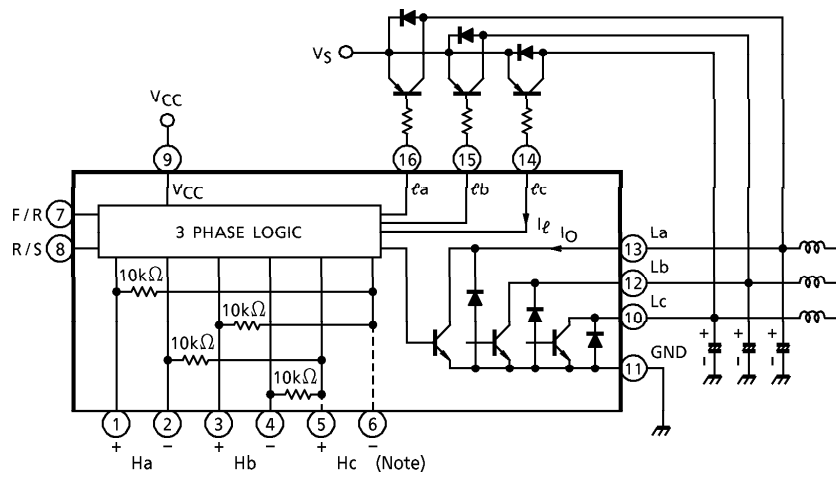 VS
VCC
9
16
15
14
VCC
ℓa
ℓb
ℓc
F/R 7
3 PHASE LOGIC
Iℓ
IO
13
La
R/S 8
12
Lb
10kΩ
10
Lc
10kΩ
+
+
+
10kΩ
-
-
-
11
GND
10kΩ
1
2
3
4
5
6
+
−
+
−
+
−
Ha
Hb
Hc
(Note)